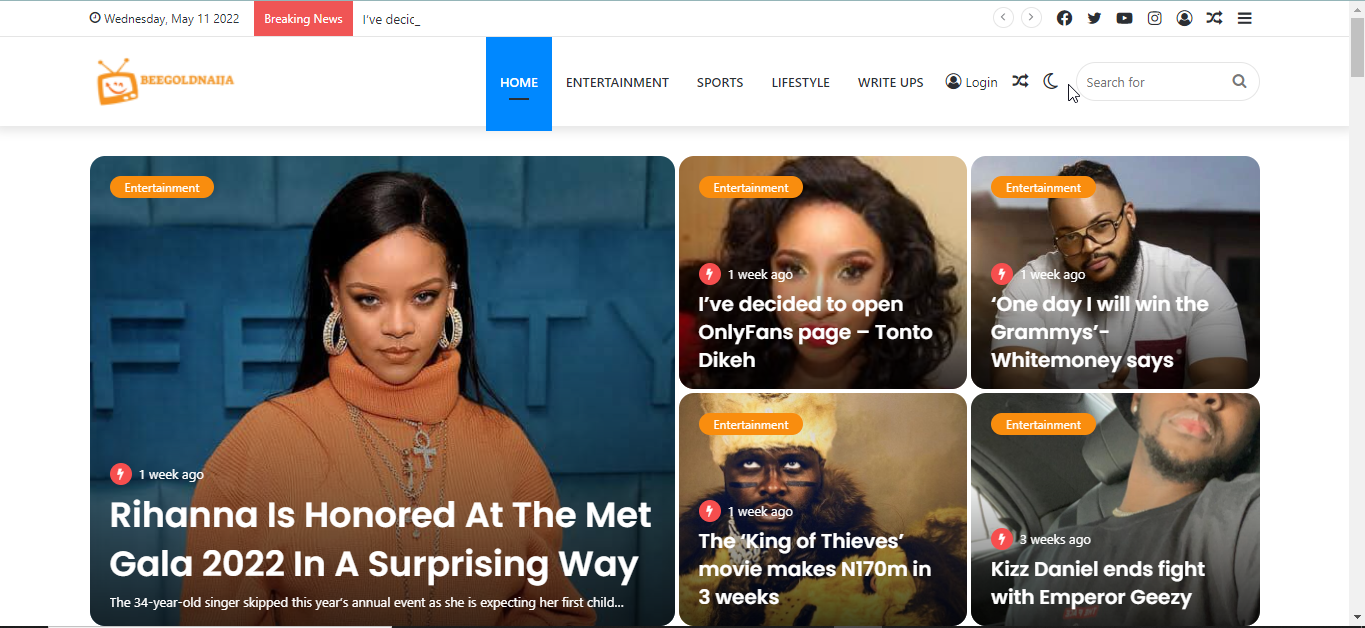 Wednesday, May 11 2022
Breaking News
I've decic_
BEEGOLDNAIJA
HOME
ENTERTAINMENT
SPORTS
LIFESTYLE
WRITE UPS
Login
Search for
FENTY
Entertainment
1 week ago
Rihanna Is Honored At The Met
Gala 2022 In A Surprising Way
The 34-year-old singer skipped this year's annual event as she is expecting her first child...
Entertainment
1 week ago
I've decided to open
OnlyFans page – Tonto
Dikeh
Entertainment
1 week ago
‘One day I will win the
Grammys’-
Whitemoney says
Entertainment
1 week ago
The ‘King of Thieves’
movie makes N170m in
3 weeks
Entertainment
3 weeks ago
Kizz Daniel ends fight
with Emperor Geezy